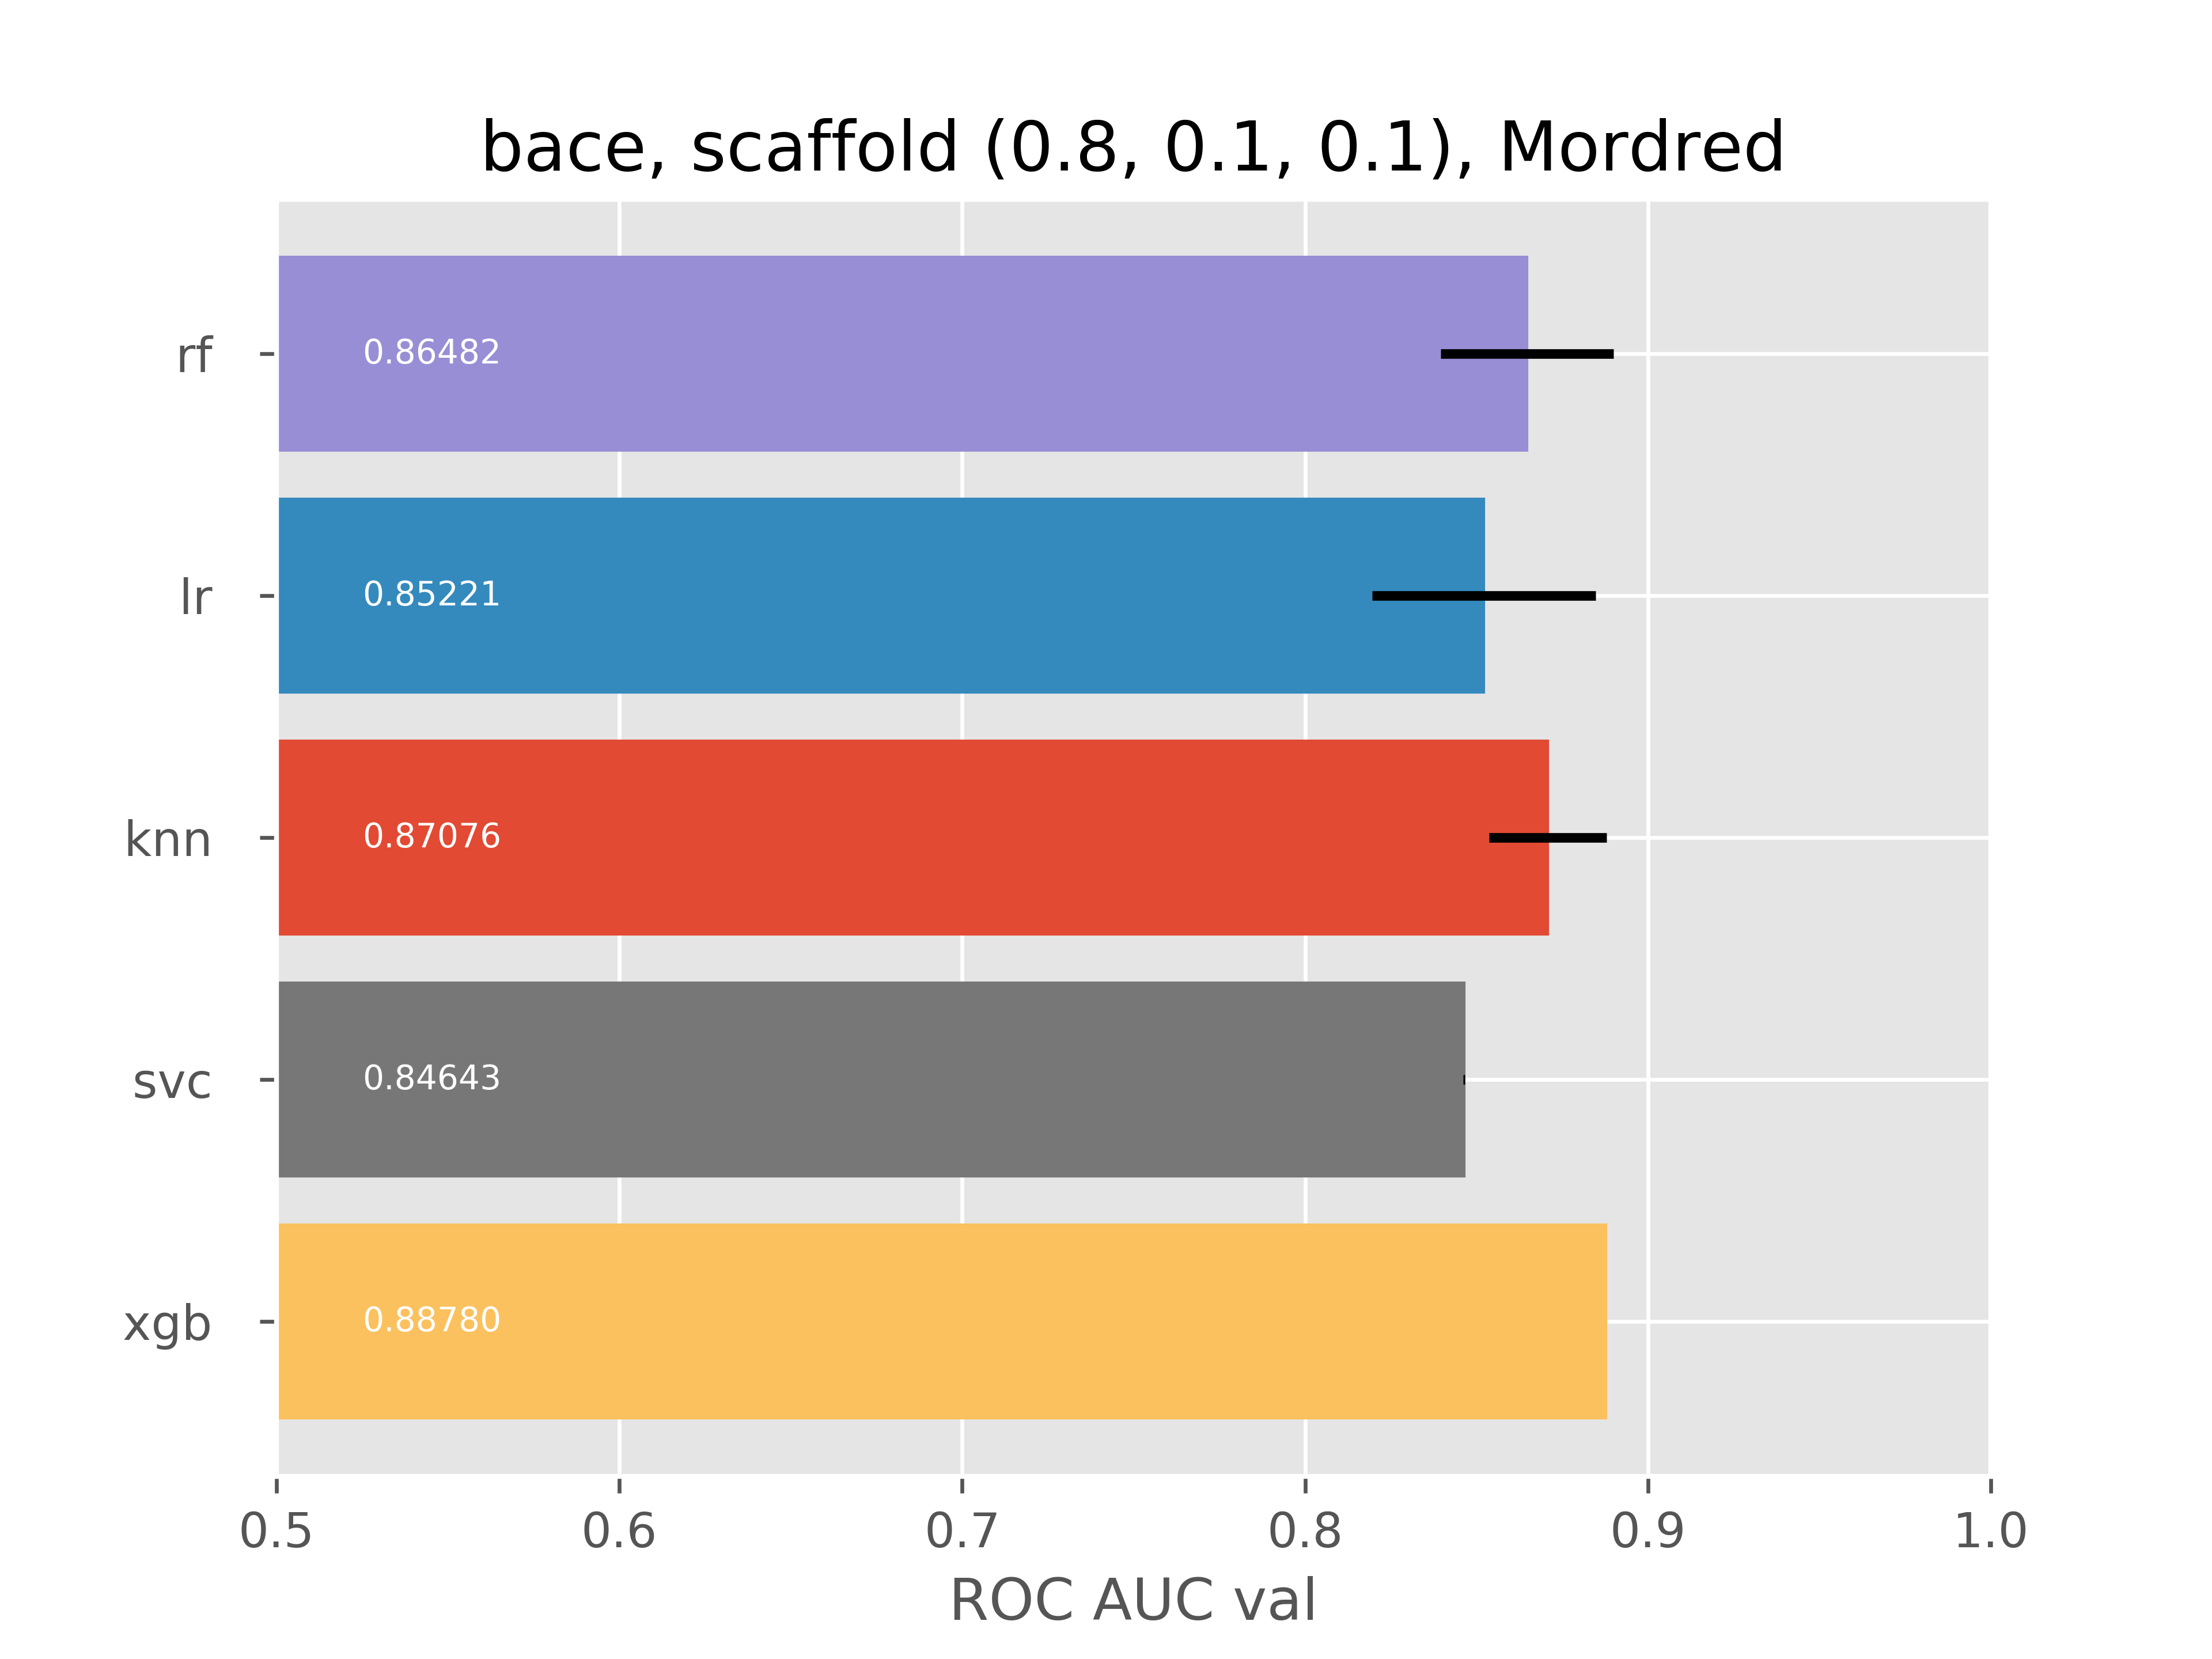 bace, scaffold (0.8, 0.1, 0.1), Mordred
rf
0.86482
lr
0.85221
knn
0.87076
svc
0.84643
xgb
0.88780
0.5 0.6 0.7 0.8 0.9 1.0
ROC AUC val